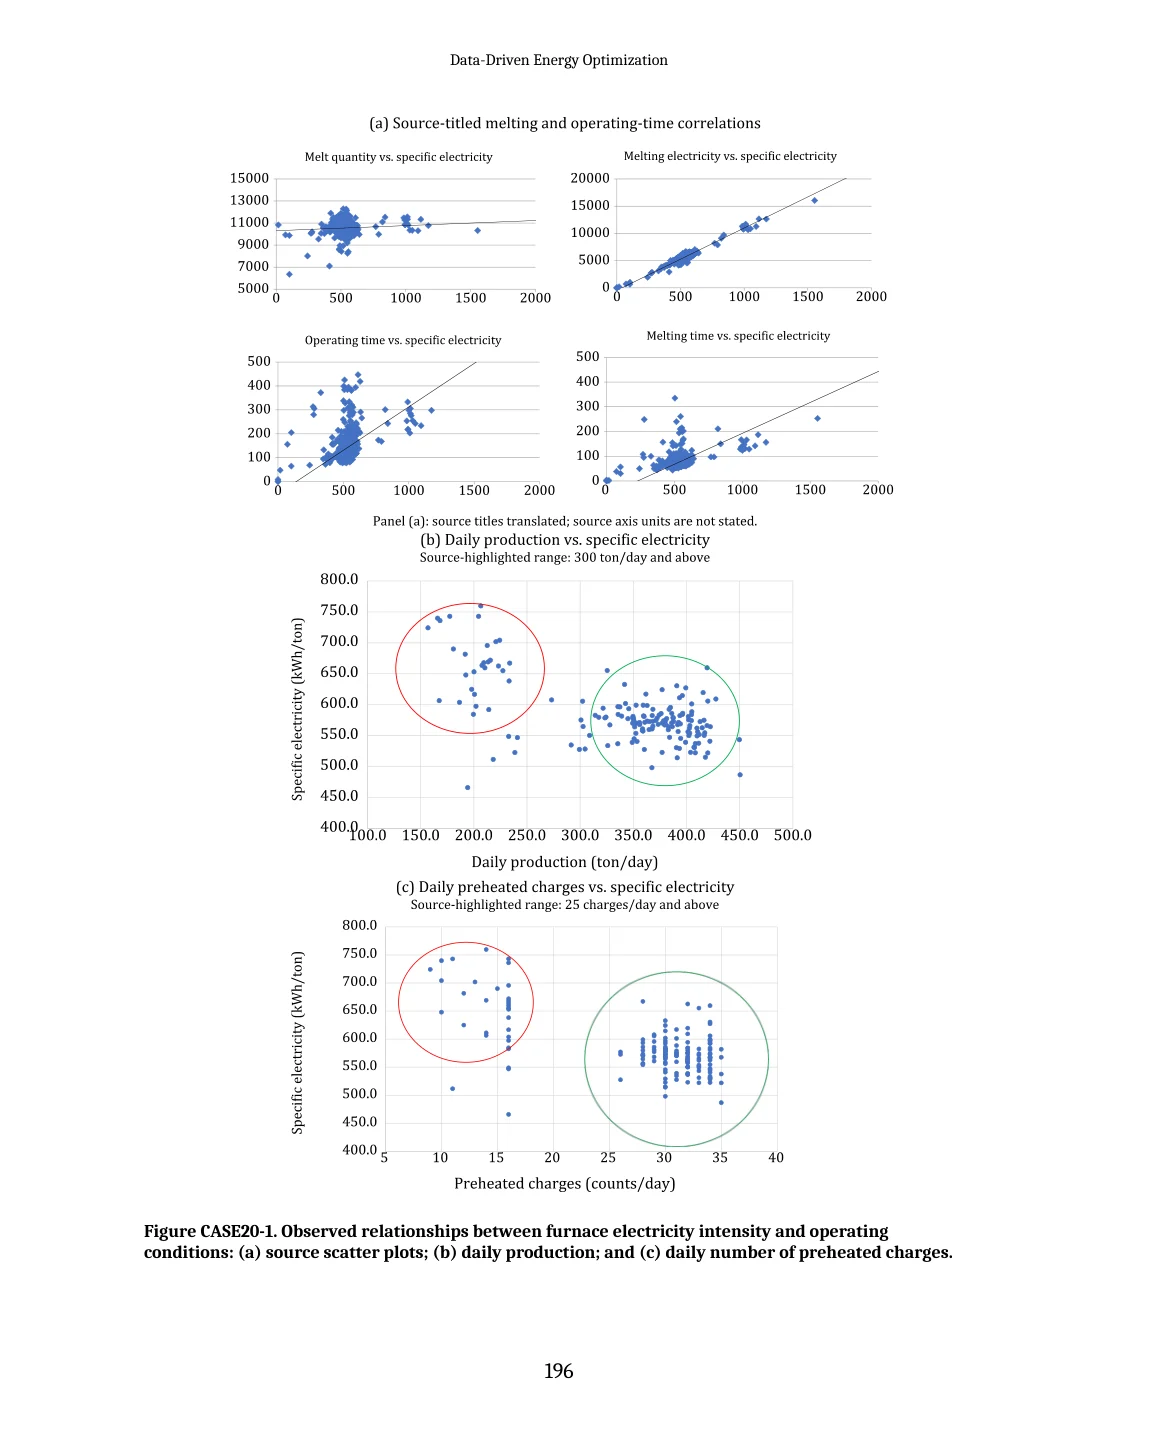 Data-Driven Energy Optimization
(a) Source-titled melting and operating-time correlations
Melt quantity vs. specific electricity
15000
13000
11000
9000
7000
5000
0 500 1000 1500 2000
Melting electricity vs. specific electricity
20000
15000
10000
5000
0
0 500 1000 1500 2000
Operating time vs. specific electricity
500
400
300
200
100
0
0 500 1000 1500 2000
Melting time vs. specific electricity
500
400
300
200
100
0
0 500 1000 1500 2000
Panel (a): source titles translated; source axis units are not stated.
(b) Daily production vs. specific electricity
Source-highlighted range: 300 ton/day and above
Specific electricity (kWh/ton)
800.0
750.0
700.0
650.0
600.0
550.0
500.0
450.0
400.0
100.0 150.0 200.0 250.0 300.0 350.0 400.0 450.0 500.0
Daily production (ton/day)
(c) Daily preheated charges vs. specific electricity
Source-highlighted range: 25 charges/day and above
Specific electricity (kWh/ton)
800.0
750.0
700.0
650.0
600.0
550.0
500.0
450.0
400.0
5 10 15 20 25 30 35 40
Preheated charges (counts/day)
Figure CASE20-1. Observed relationships between furnace electricity intensity and operating
conditions: (a) source scatter plots; (b) daily production; and (c) daily number of preheated charges.
196